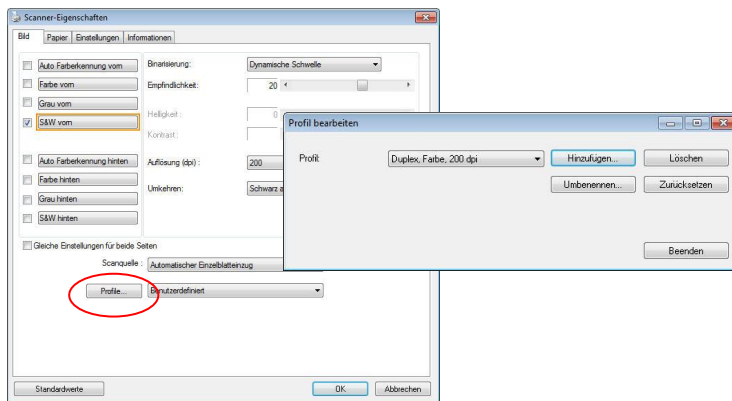 Scanner-Eigenschaften
Bild Papier Einstellungen Informationen
Auto Farberkennung vorn
Farbe vorn
Grau vorn
S&W vorn
Auto Farberkennung hinten
Farbe hinten
Grau hinten
S&W hinten
Binarisierung: Dynamische Schwelle
Empfindlichkeit: 20
Helligkeit: 0
Kontrast:
Auflösung (dpi) : 200
Umkehren: Schwarz a
Gleiche Einstellungen für beide Seiten
Scanquelle : Automatischer Einzelblatteinzug
Profile... Benutzerdefiniert
Standardwerte OK Abbrechen
Profil bearbeiten
Profil: Duplex, Farbe, 200 dpi Hinzufügen... Löschen
Umbenennen... Zurücksetzen
Beenden